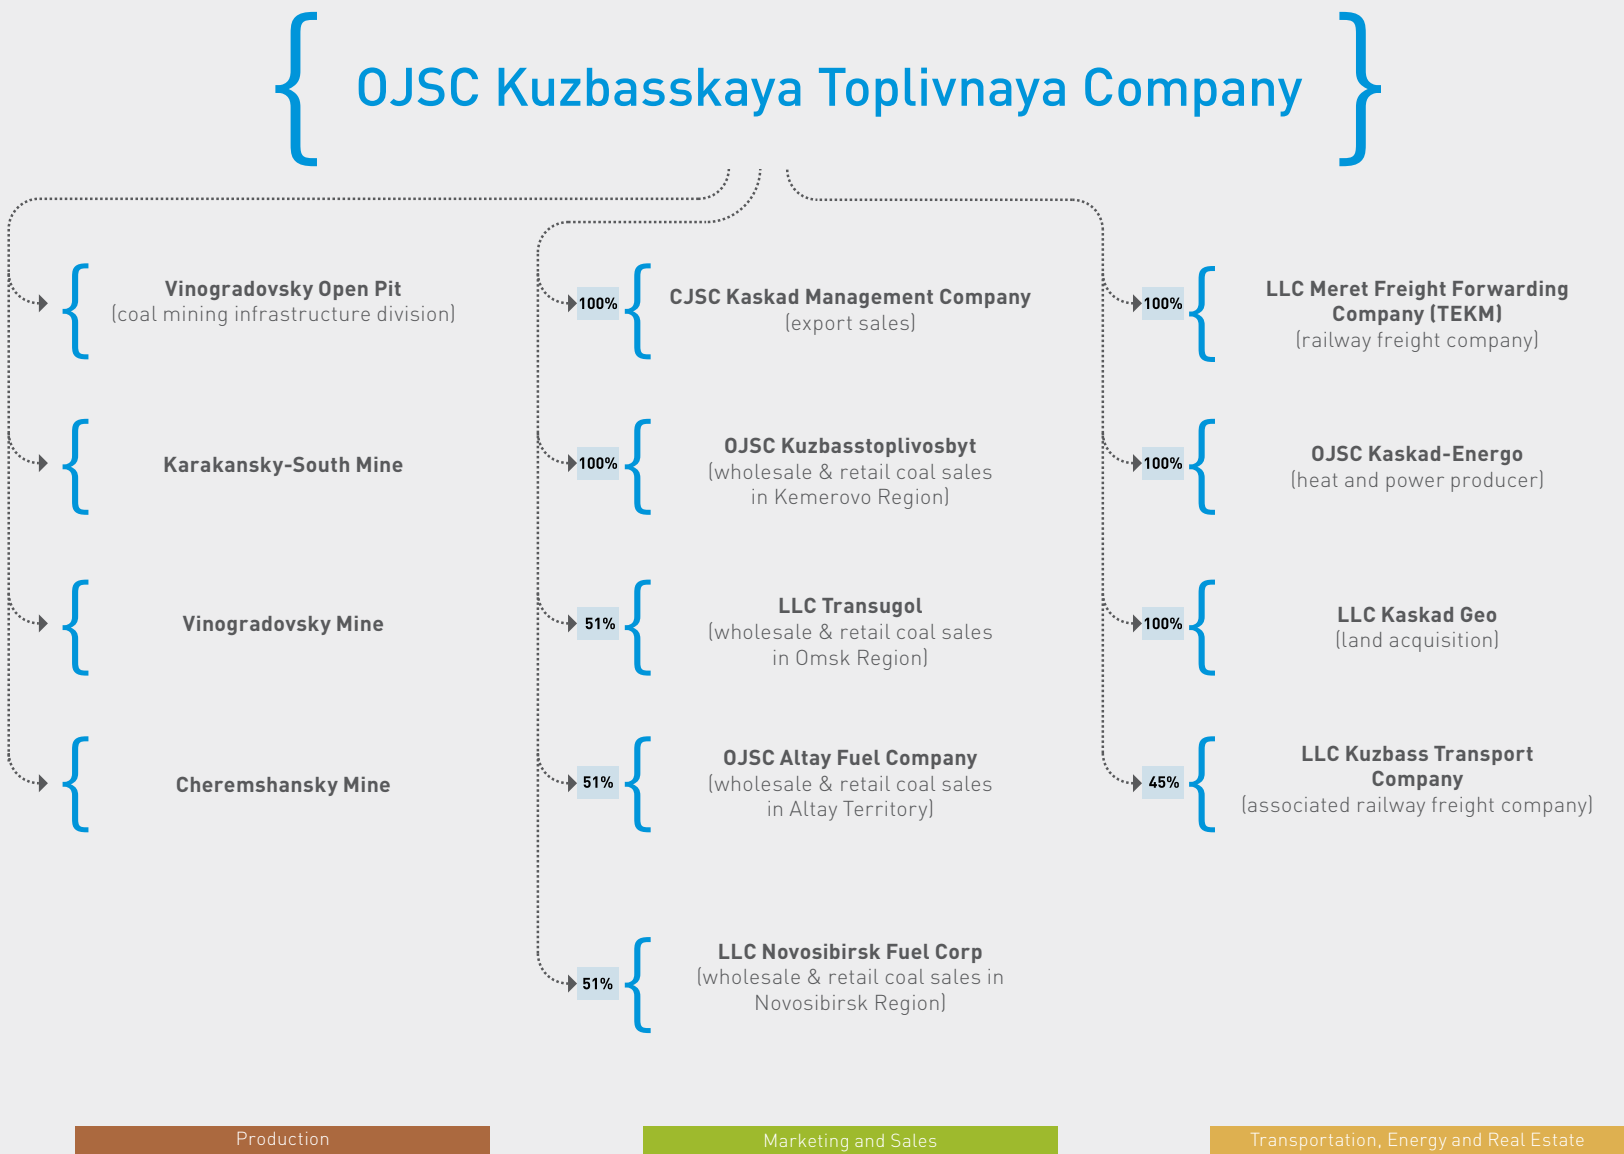 OJSC Kuzbasskaya Toplivnaya Company
Vinogradovsky Open Pit
(coal mining infrastructure division)
Karakansky-South Mine
Vinogradovsky Mine
Cheremshansky Mine
100%
CJSC Kaskad Management Company
(export sales)
100%
OJSC Kuzbasstoplivosbyt
(wholesale & retail coal sales
in Kemerovo Region)
51%
LLC Transugol
(wholesale & retail coal sales
in Omsk Region)
51%
OJSC Altay Fuel Company
(wholesale & retail coal sales
in Altay Territory)
51%
LLC Novosibirsk Fuel Corp
(wholesale & retail coal sales in
Novosibirsk Region)
100%
LLC Meret Freight Forwarding
Company (TEKM)
(railway freight company)
100%
OJSC Kaskad-Energo
(heat and power producer)
100%
LLC Kaskad Geo
(land acquisition)
45%
LLC Kuzbass Transport
Company
(associated railway freight company)
Production
Marketing and Sales
Transportation, Energy and Real Estate